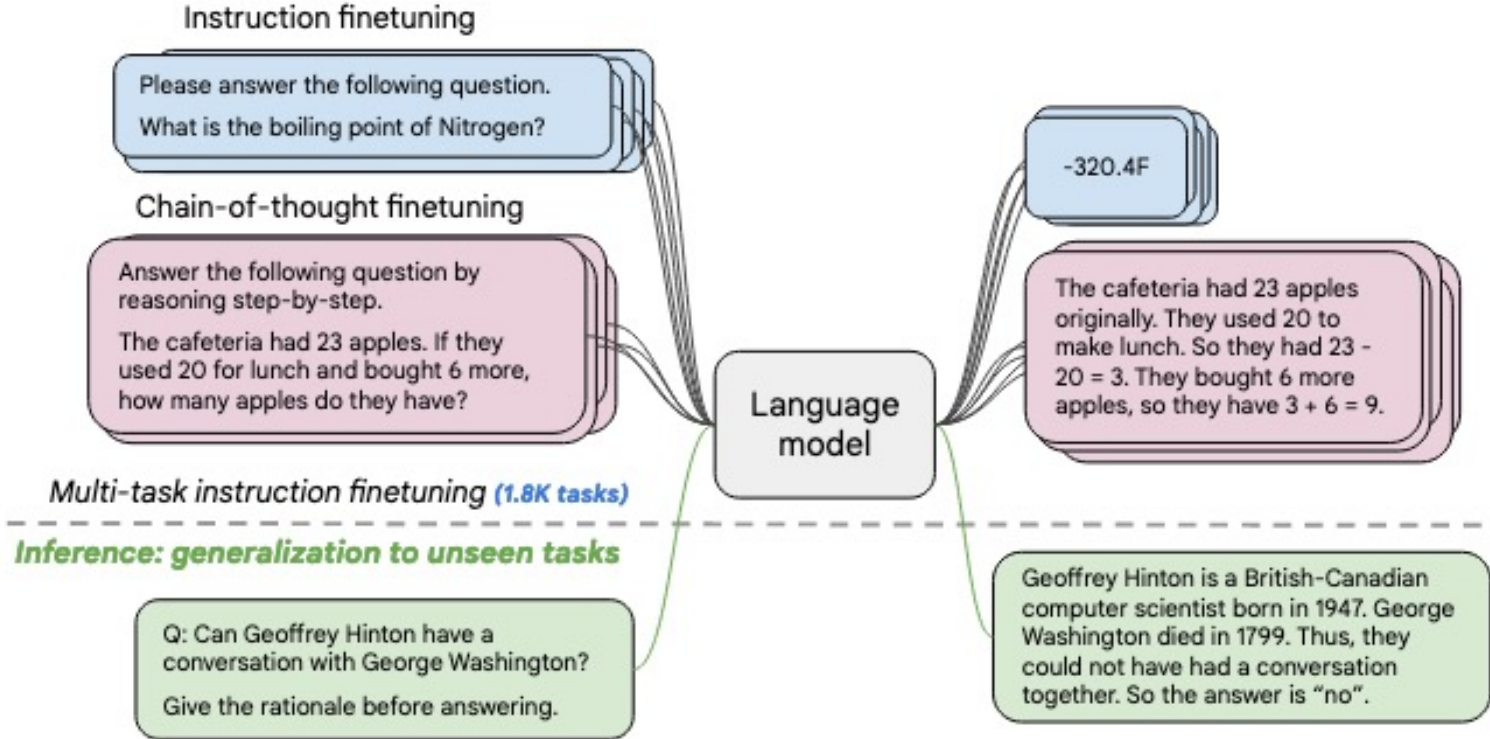 Instruction finetuning
Please answer the following question.
What is the boiling point of Nitrogen?
-320.4F
Chain-of-thought finetuning
Answer the following question by
reasoning step-by-step.
The cafeteria had 23 apples. If they
used 20 for lunch and bought 6 more,
how many apples do they have?
Language
model
The cafeteria had 23 apples
originally. They used 20 to
make lunch. So they had 23 -
20 = 3. They bought 6 more
apples, so they have 3 + 6 = 9.
Multi-task instruction finetuning (1.8K tasks)
Inference: generalization to unseen tasks
Q: Can Geoffrey Hinton have a
conversation with George Washington?
Give the rationale before answering.
Geoffrey Hinton is a British-Canadian
computer scientist born in 1947. George
Washington died in 1799. Thus, they
could not have had a conversation
together. So the answer is “no”.